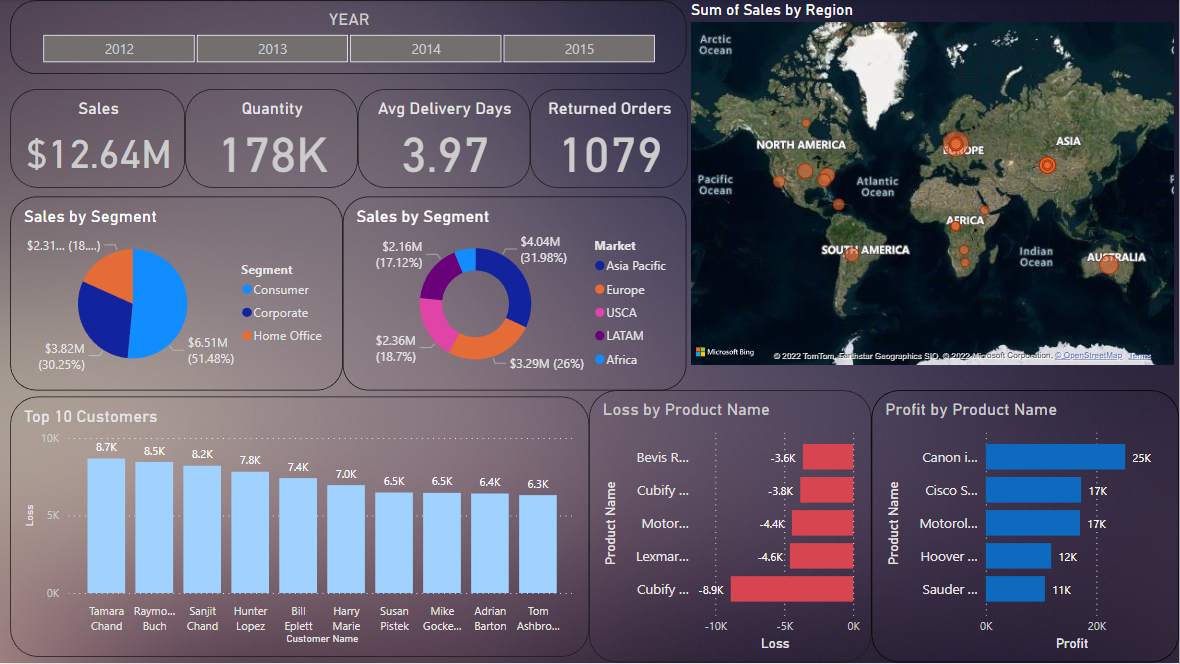 YEAR
2012 2013 2014 2015
Sales
$12.64M
Quantity
178K
Avg Delivery Days
3.97
Returned Orders
1079
Sum of Sales by Region
Arctic
Ocean
NORTH AMERICA
EUROPE
ASIA
Pacific
Ocean
Atlantic
Ocean
AFRICA
SOUTH AMERICA
Indian
Ocean
AUSTRALIA
Microsoft Bing
© 2022 TomTom, Earthstar Geographics SIO, © 2022 Microsoft Corporation, © OpenStreetMap Terms
Sales by Segment
$2.31... (18....)
$3.82M
(30.25%)
$6.51M
(51.48%)
Segment
Consumer
Corporate
Home Office
Sales by Segment
$2.16M
(17.12%)
$4.04M
(31.98%)
$2.36M
(18.7%)
$3.29M (26%)
Market
Asia Pacific
Europe
USCA
LATAM
Africa
Top 10 Customers
Loss
10K
5K
0K
8.7K 8.5K 8.2K 7.8K 7.4K 7.0K 6.5K 6.5K 6.4K 6.3K
Tamara Raymo... Sanjit Hunter Bill Harry Susan Mike Adrian Tom
Chand Buch Chand Lopez Eplett Marie Pistek Gocke... Barton Ashbro...
Customer Name
Loss by Product Name
Product Name
Bevis R... -3.6K
Cubify ... -3.8K
Motor... -4.4K
Lexmar... -4.6K
Cubify ... -8.9K
-10K -5K 0K
Loss
Profit by Product Name
Product Name
Canon i... 25K
Cisco S... 17K
Motorol... 17K
Hoover ... 12K
Sauder ... 11K
0K 20K
Profit